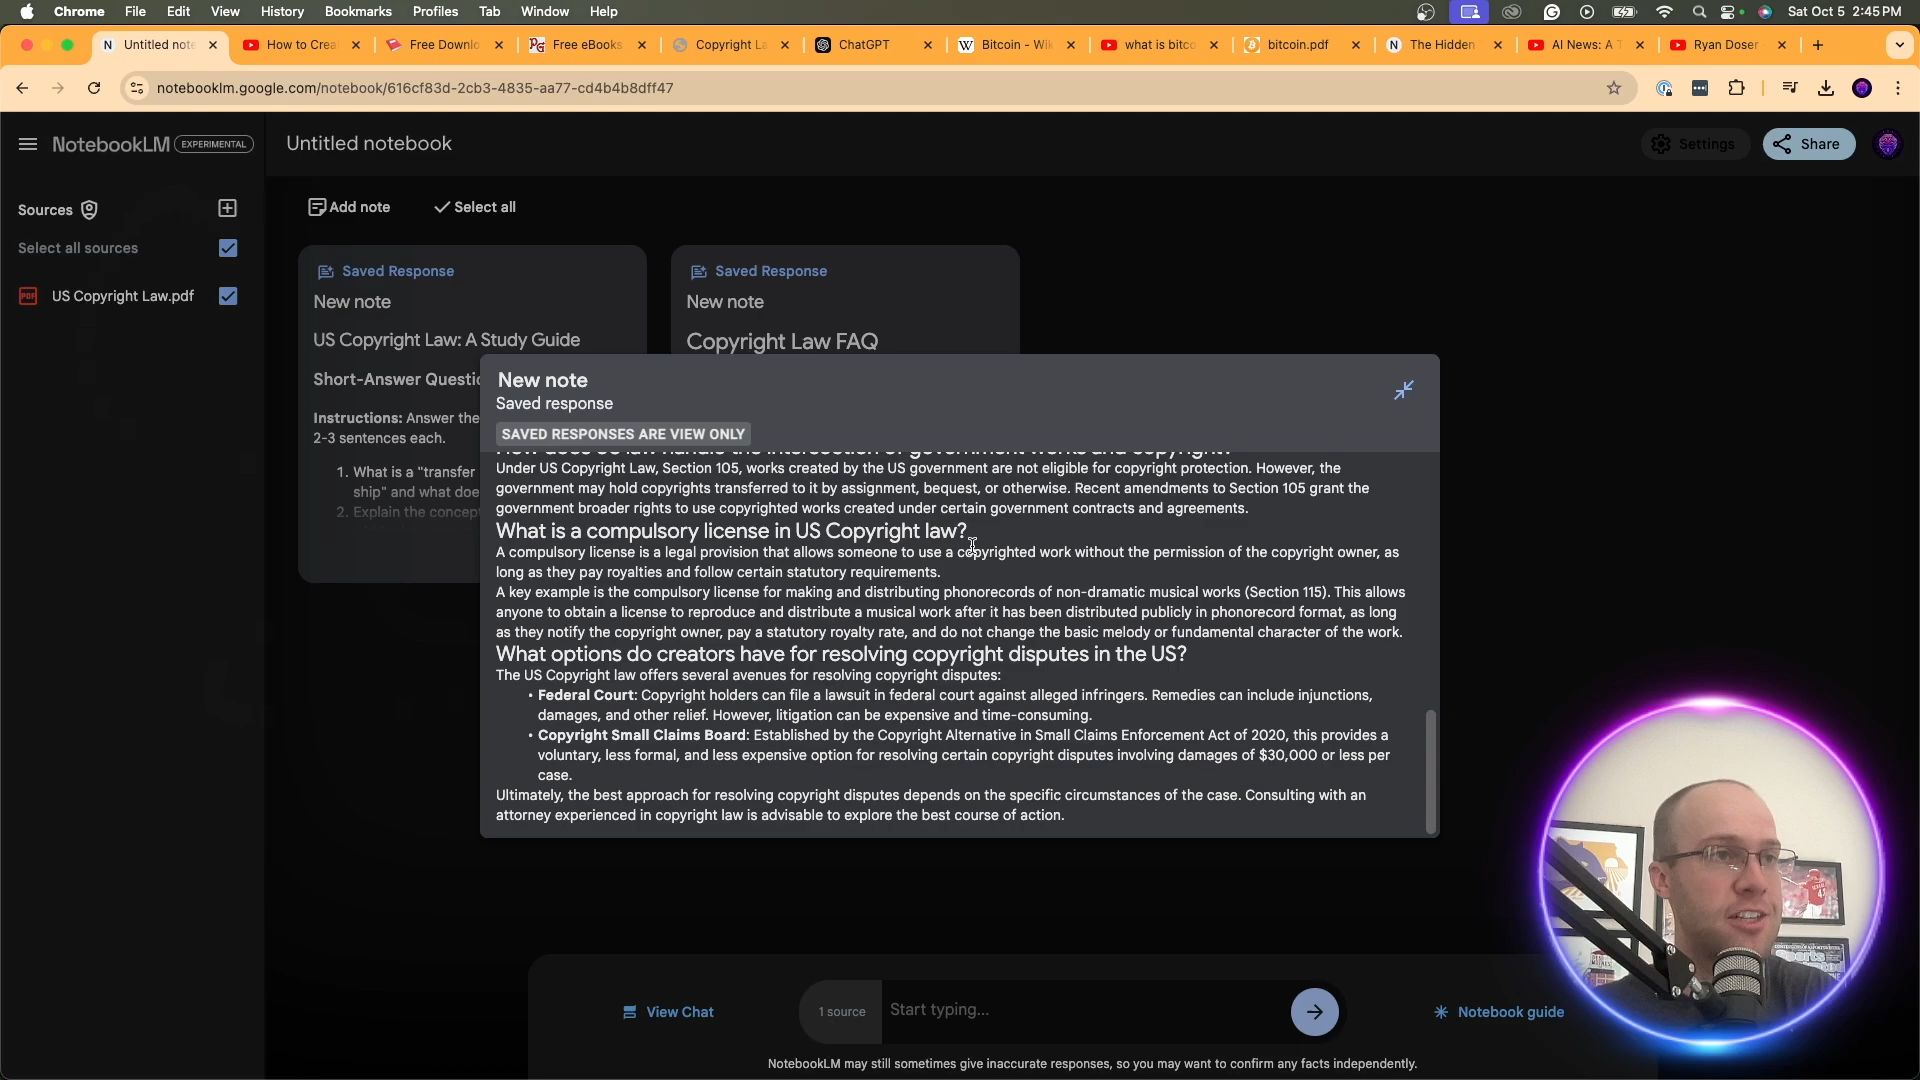 Chrome File Edit View History Bookmarks Profiles Tab Window Help Sat Oct 5 2:45 PM
Untitled note How to Crea Free Downlo Free eBooks Copyright La ChatGPT Bitcoin - Wik what is bitco bitcoin.pdf The Hidden AI News: A T Ryan Doser
notebooklm.google.com/notebook/616cf83d-2cb3-4835-aa77-cd4b4b8dff47
NotebookLM EXPERIMENTAL
Untitled notebook
Settings
Share
Sources
Select all sources
US Copyright Law.pdf
Add note
Select all
Saved Response
New note
US Copyright Law: A Study Guide
Short-Answer Questio
Instructions: Answer the
2-3 sentences each.
1. What is a "transfer
ship" and what doe
2. Explain the concept
Saved Response
New note
Copyright Law FAQ
New note
Saved response
SAVED RESPONSES ARE VIEW ONLY
How does US law handle the intersection of government works and copyright?
Under US Copyright Law, Section 105, works created by the US government are not eligible for copyright protection. However, the
government may hold copyrights transferred to it by assignment, bequest, or otherwise. Recent amendments to Section 105 grant the
government broader rights to use copyrighted works created under certain government contracts and agreements.
What is a compulsory license in US Copyright law?
A compulsory license is a legal provision that allows someone to use a copyrighted work without the permission of the copyright owner, as
long as they pay royalties and follow certain statutory requirements.
A key example is the compulsory license for making and distributing phonorecords of non-dramatic musical works (Section 115). This allows
anyone to obtain a license to reproduce and distribute a musical work after it has been distributed publicly in phonorecord format, as long
as they notify the copyright owner, pay a statutory royalty rate, and do not change the basic melody or fundamental character of the work.
What options do creators have for resolving copyright disputes in the US?
The US Copyright law offers several avenues for resolving copyright disputes:
• Federal Court: Copyright holders can file a lawsuit in federal court against alleged infringers. Remedies can include injunctions,
damages, and other relief. However, litigation can be expensive and time-consuming.
• Copyright Small Claims Board: Established by the Copyright Alternative in Small Claims Enforcement Act of 2020, this provides a
voluntary, less formal, and less expensive option for resolving certain copyright disputes involving damages of $30,000 or less per
case.
Ultimately, the best approach for resolving copyright disputes depends on the specific circumstances of the case. Consulting with an
attorney experienced in copyright law is advisable to explore the best course of action.
View Chat
1 source
Start typing...
Notebook guide
NotebookLM may still sometimes give inaccurate responses, so you may want to confirm any facts independently.